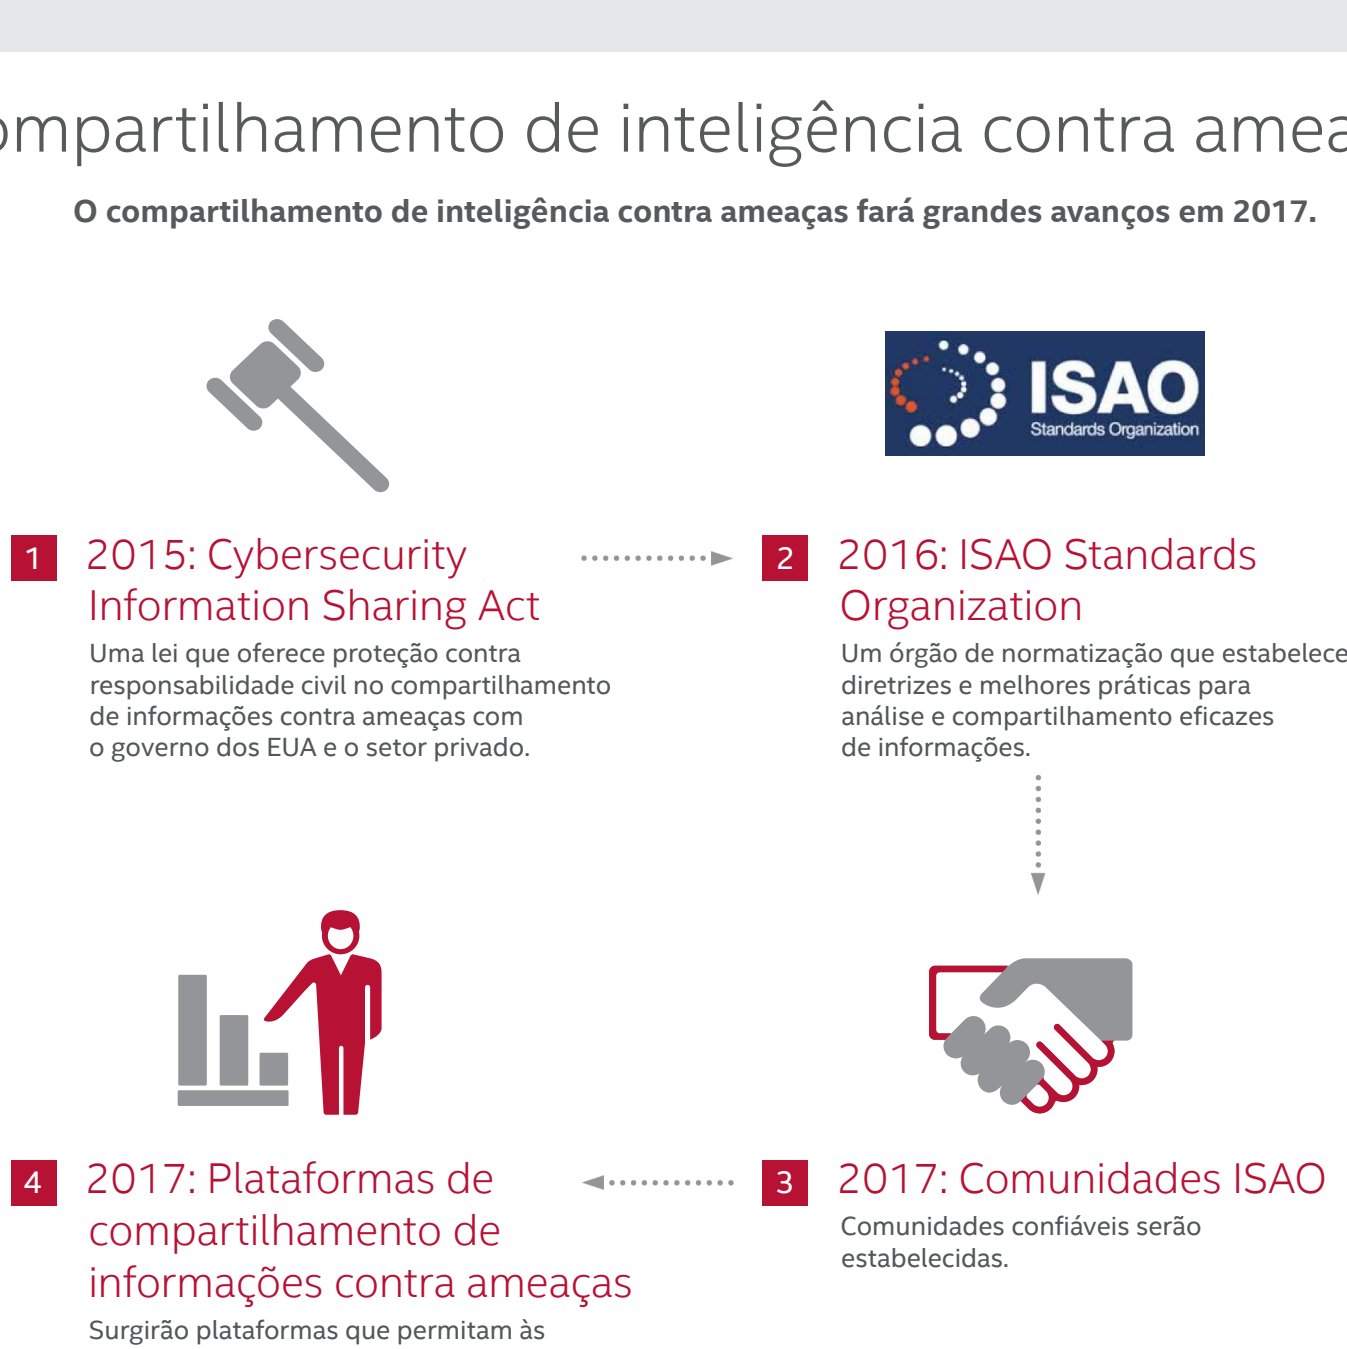 ompartilhamento de inteligência contra amea
O compartilhamento de inteligência contra ameaças fará grandes avanços em 2017.
ISAO
Standards Organization
1
2015: Cybersecurity
Information Sharing Act
Uma lei que oferece proteção contra
responsabilidade civil no compartilhamento
de informações contra ameaças com
o governo dos EUA e o setor privado.
2
2016: ISAO Standards
Organization
Um órgão de normatização que estabelece
diretrizes e melhores práticas para
análise e compartilhamento eficazes
de informações.
3
2017: Comunidades ISAO
Comunidades confiáveis serão
estabelecidas.
4
2017: Plataformas de
compartilhamento de
informações contra ameaças
Surgirão plataformas que permitam às